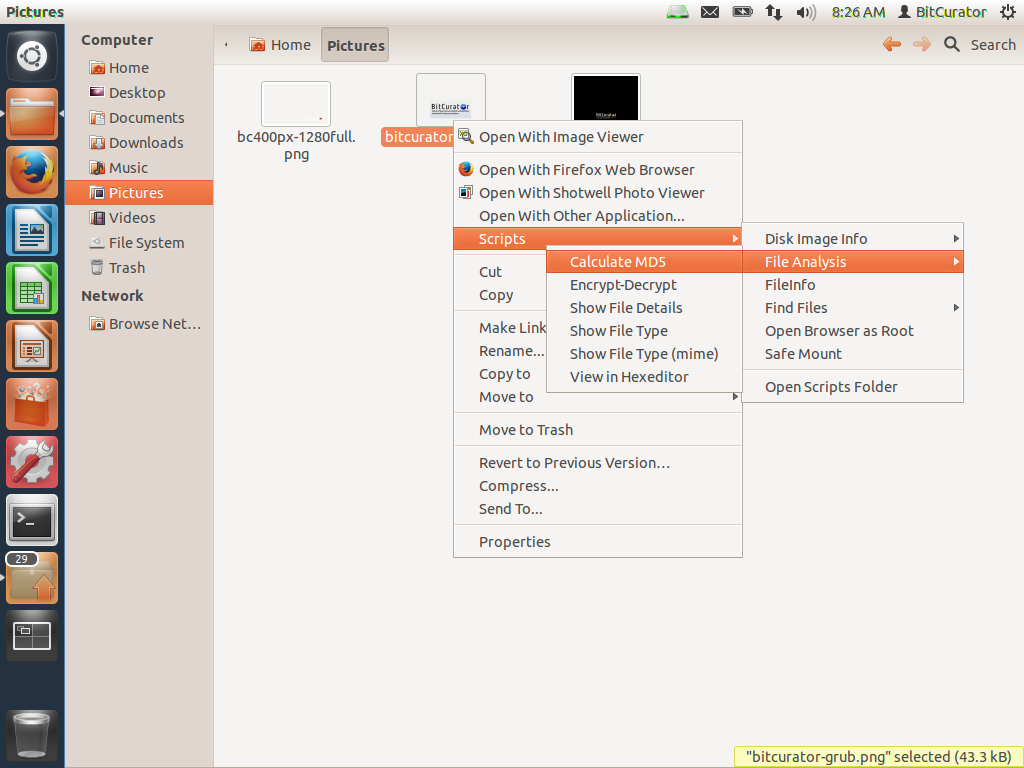 Pictures
8:26 AM
BitCurator
Computer
Home
Desktop
Documents
Downloads
Music
Pictures
Videos
File System
Trash
Network
Browse Net…
29
Home
Pictures
Search
bc400px-1280full.
png
BitCurator
bitcurator
BitCurator
Open With Image Viewer
Open With Firefox Web Browser
Open With Shotwell Photo Viewer
Open With Other Application...
Scripts
Cut
Copy
Make Link
Rename...
Copy to
Move to
Move to Trash
Revert to Previous Version…
Compress...
Send To...
Properties
Disk Image Info
File Analysis
FileInfo
Find Files
Open Browser as Root
Safe Mount
Open Scripts Folder
Calculate MD5
Encrypt-Decrypt
Show File Details
Show File Type
Show File Type (mime)
View in Hexeditor
"bitcurator-grub.png" selected (43.3 kB)